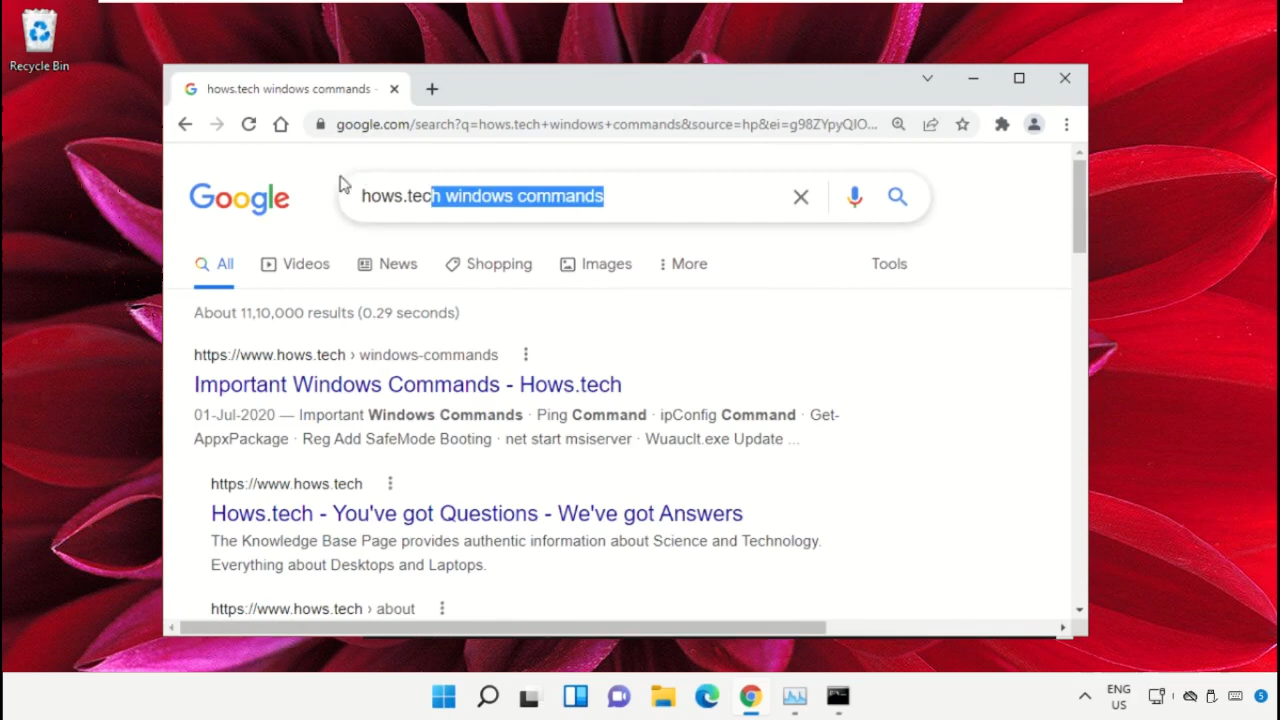 Recycle Bin
hows.tech windows commands -
google.com/search?q=hows.tech+windows+commands&source=hp&ei=g98ZYpyQIO...
Google
hows.tech windows commands
All Videos News Shopping Images More Tools
About 11,10,000 results (0.29 seconds)
https://www.hows.tech › windows-commands
Important Windows Commands - Hows.tech
01-Jul-2020 — Important Windows Commands · Ping Command · ipConfig Command · Get-
AppxPackage · Reg Add SafeMode Booting · net start msiserver · Wuauclt.exe Update ...
https://www.hows.tech
Hows.tech - You've got Questions - We've got Answers
The Knowledge Base Page provides authentic information about Science and Technology.
Everything about Desktops and Laptops.
https://www.hows.tech › about
ENG
US
5